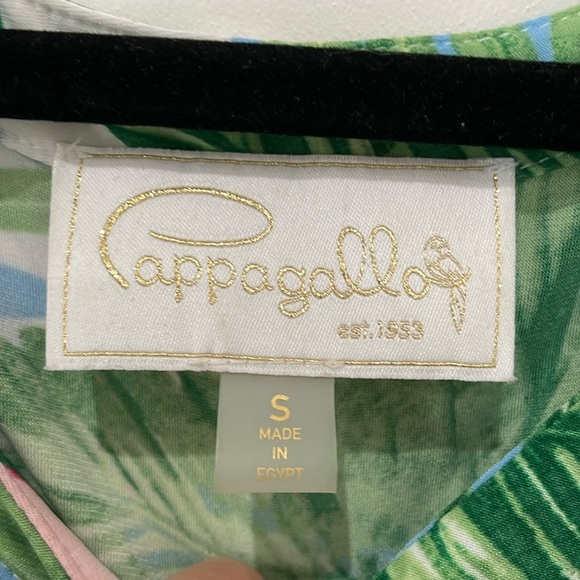 Pappagallo
est. 1953
S
MADE
IN
EGYPT